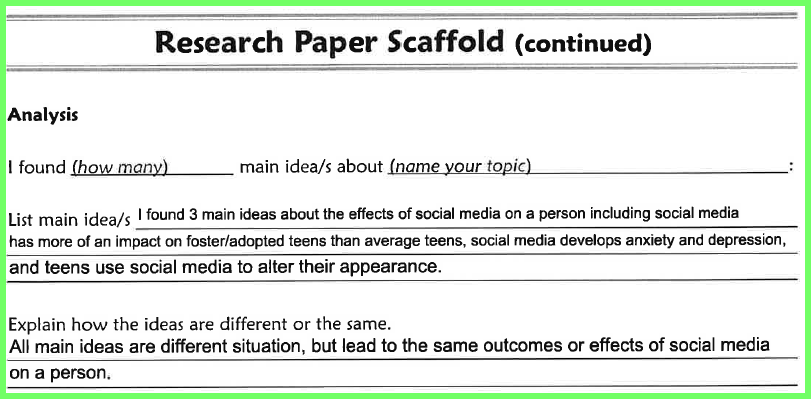 Research Paper Scaffold (continued)
Analysis
I found (how many) main idea/s about (name your topic) :
List main idea/s I found 3 main ideas about the effects of social media on a person including social media
has more of an impact on foster/adopted teens than average teens, social media develops anxiety and depression,
and teens use social media to alter their appearance.
Explain how the ideas are different or the same.
All main ideas are different situation, but lead to the same outcomes or effects of social media
on a person.